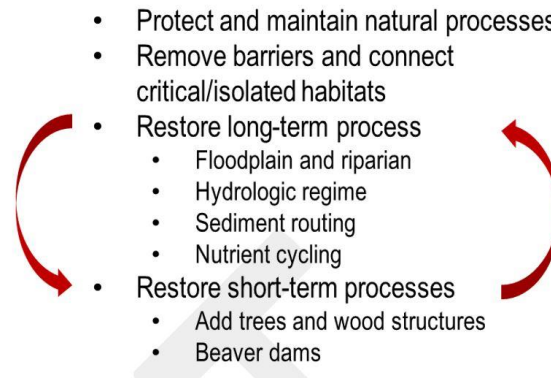 • Protect and maintain natural processes
• Remove barriers and connect
critical/isolated habitats
• Restore long-term process
• Floodplain and riparian
• Hydrologic regime
• Sediment routing
• Nutrient cycling
• Restore short-term processes
• Add trees and wood structures
• Beaver dams